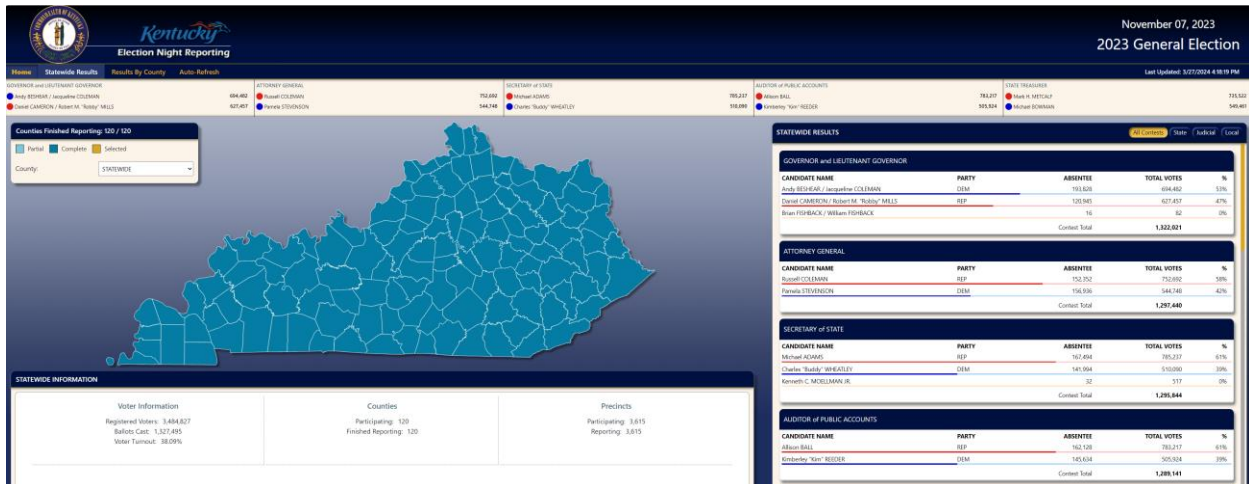 Kentucky
Election Night Reporting
November 07, 2023
2023 General Election
Home Statewide Results Results By County Auto-Refresh
Last Updated: 3/27/2024 4:18:19 PM
GOVERNOR and LIEUTENANT GOVERNOR
Andy BESHEAR / Jacqueline COLEMAN 694,482
Daniel CAMERON / Robert M. "Robby" MILLS 627,457
ATTORNEY GENERAL
Russell COLEMAN 752,692
Pamela STEVENSON 544,748
SECRETARY of STATE
Michael ADAMS 785,237
Charles "Buddy" WHEATLEY 510,090
AUDITOR of PUBLIC ACCOUNTS
Allison BALL 783,217
Kimberley "Kim" REEDER 505,924
STATE TREASURER
Mark H. METCALF
Michael BOWMAN
Counties Finished Reporting: 120 / 120
Partial Complete Selected
County: STATEWIDE
STATEWIDE INFORMATION
Voter Information
Registered Voters: 3,484,827
Ballots Cast: 1,327,495
Voter Turnout: 38.09%
Counties
Participating: 120
Finished Reporting: 120
Precincts
Participating: 3,615
Reporting: 3,615
STATEWIDE RESULTS
All Contests State Judicial Local
GOVERNOR and LIEUTENANT GOVERNOR
CANDIDATE NAME PARTY ABSENTEE TOTAL VOTES %
Andy BESHEAR / Jacqueline COLEMAN DEM 193,828 694,482 53%
Daniel CAMERON / Robert M. "Robby" MILLS REP 120,945 627,457 47%
Brian FISHBACK / William FISHBACK 16 82 0%
Contest Total 1,322,021
ATTORNEY GENERAL
CANDIDATE NAME PARTY ABSENTEE TOTAL VOTES %
Russell COLEMAN REP 152,352 752,692 58%
Pamela STEVENSON DEM 156,936 544,748 42%
Contest Total 1,297,440
SECRETARY of STATE
CANDIDATE NAME PARTY ABSENTEE TOTAL VOTES %
Michael ADAMS REP 167,494 785,237 61%
Charles "Buddy" WHEATLEY DEM 141,994 510,090 39%
Kenneth C. MOELLMAN JR. 32 517 0%
Contest Total 1,295,844
AUDITOR of PUBLIC ACCOUNTS
CANDIDATE NAME PARTY ABSENTEE TOTAL VOTES %
Allison BALL REP 162,128 783,217 61%
Kimberley "Kim" REEDER DEM 145,634 505,924 39%
Contest Total 1,289,141